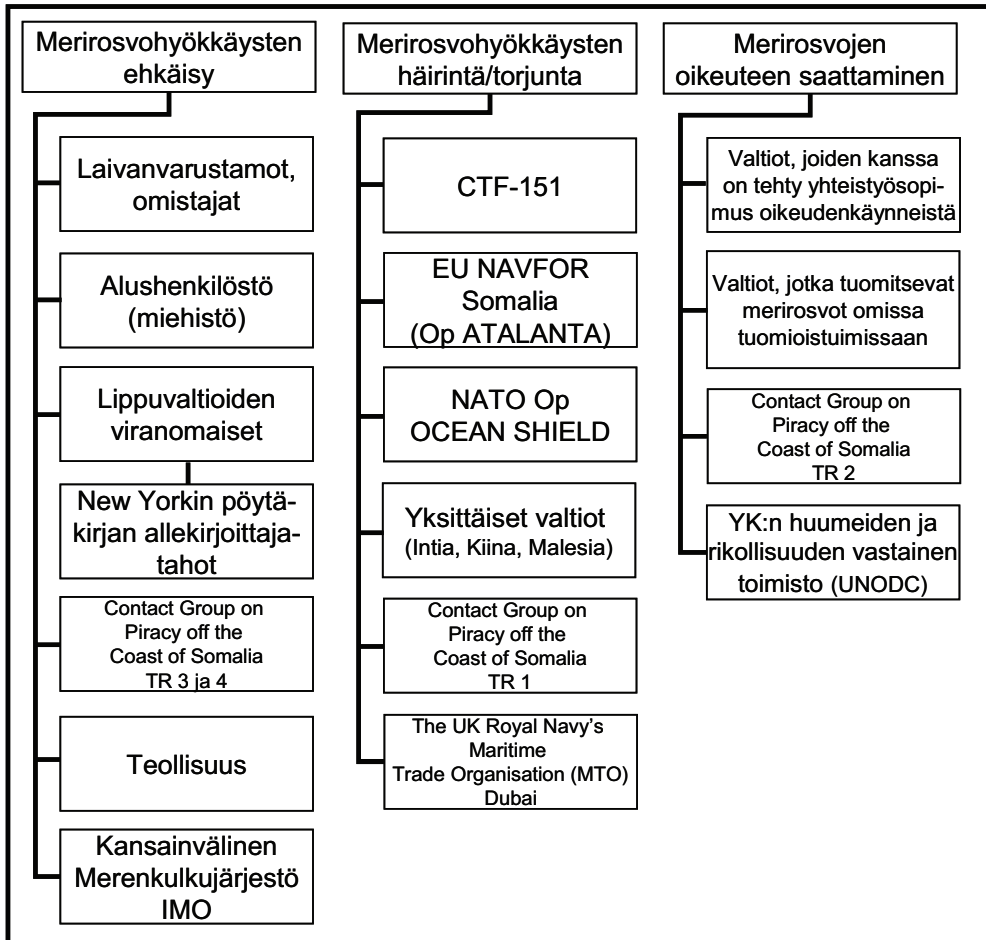 Merirosvohyökkäysten
ehkäisy
Laivanvarustamot,
omistajat
Alushenkilöstö
(miehistö)
Lippuvaltioiden
viranomaiset
New Yorkin pöytä-
kirjan allekirjoittaja-
tahot
Contact Group on
Piracy off the
Coast of Somalia
TR 3 ja 4
Teollisuus
Kansainvälinen
Merenkulkujärjestö
IMO
Merirosvohyökkäysten
häirintä/torjunta
CTF-151
EU NAVFOR
Somalia
(Op ATALANTA)
NATO Op
OCEAN SHIELD
Yksittäiset valtiot
(Intia, Kiina, Malesia)
Contact Group on
Piracy off the
Coast of Somalia
TR 1
The UK Royal Navy's
Maritime
Trade Organisation (MTO)
Dubai
Merirosvojen
oikeuteen saattaminen
Valtiot, joiden kanssa
on tehty yhteistyösopi-
mus oikeudenkäynneistä
Valtiot, jotka tuomitsevat
merirosvot omissa
tuomioistuimissaan
Contact Group on
Piracy off the
Coast of Somalia
TR 2
YK:n huumeiden ja
rikollisuuden vastainen
toimisto (UNODC)